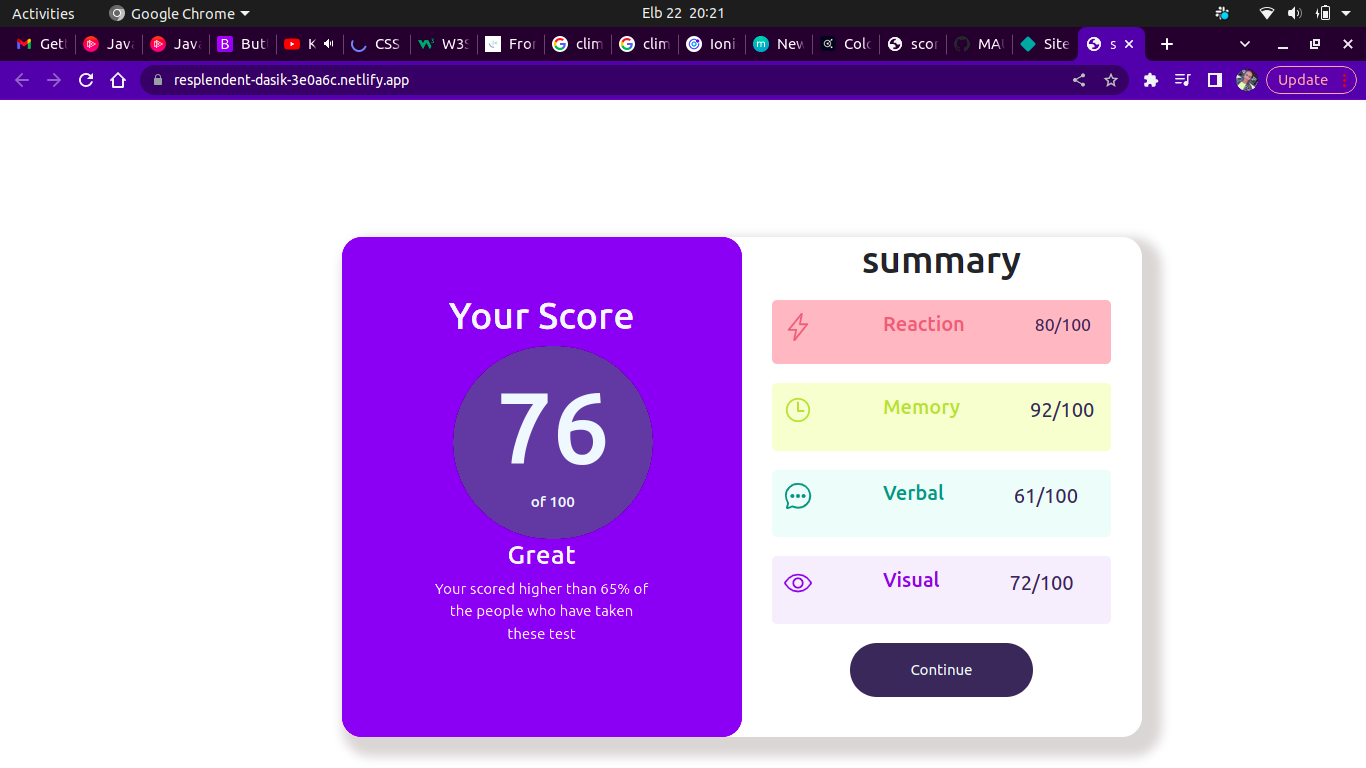 Activities
Google Chrome
Elb 22 20:21
Get
Java
Java
But
K
CSS
W3S
Fron
clim
clim
Ioni
New
Colo
scor
MAU
Site
s
resplendent-dasik-3e0a6c.netlify.app
Update
Your Score
76
of 100
Great
Your scored higher than 65% of
the people who have taken
these test
summary
Reaction 80/100
Memory 92/100
Verbal 61/100
Visual 72/100
Continue